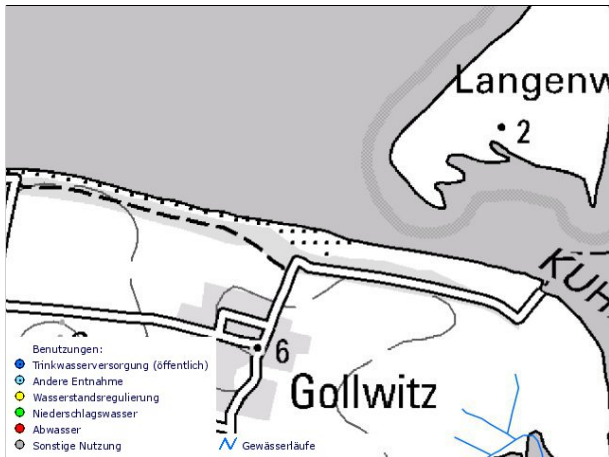 Langenw
2
KUH
6
Gollwitz
Benutzungen:
Trinkwasserversorgung (öffentlich)
Andere Entnahme
Wasserstandsregulierung
Niederschlagswasser
Abwasser
Sonstige Nutzung
Gewässerläufe